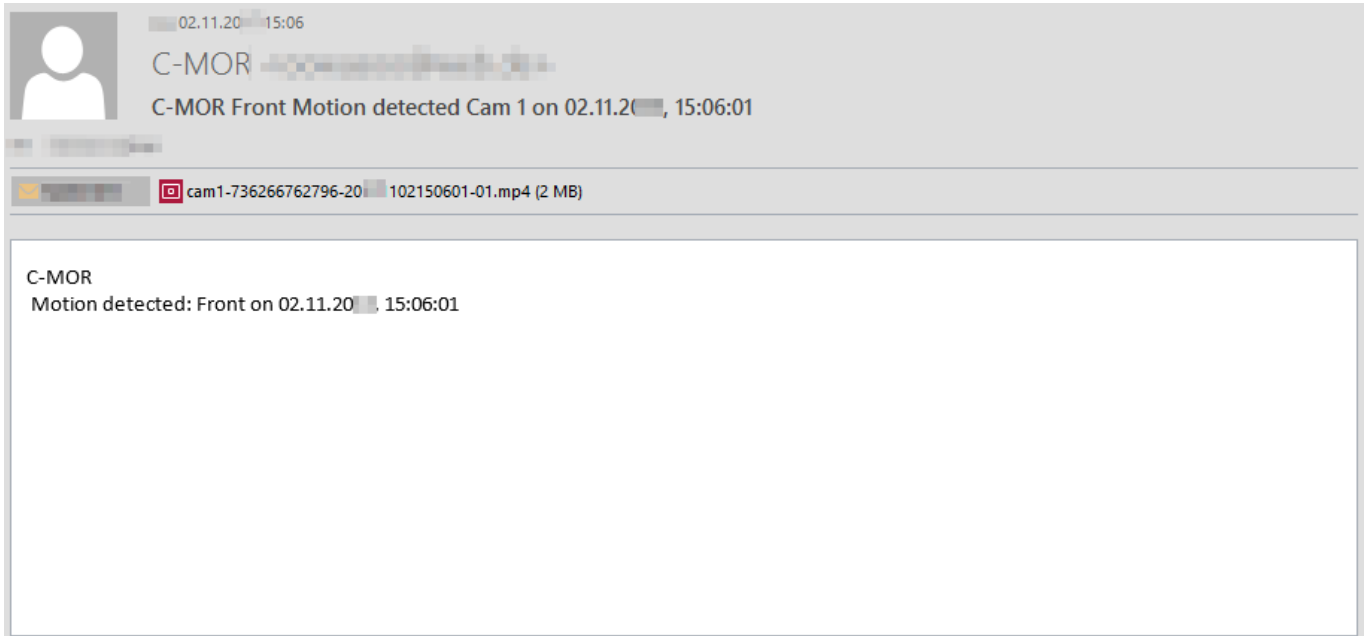 02.11.20 15:06
C-MOR
C-MOR Front Motion detected Cam 1 on 02.11.2 , 15:06:01
cam1-736266762796-20 102150601-01.mp4 (2 MB)
C-MOR
Motion detected: Front on 02.11.20 , 15:06:01